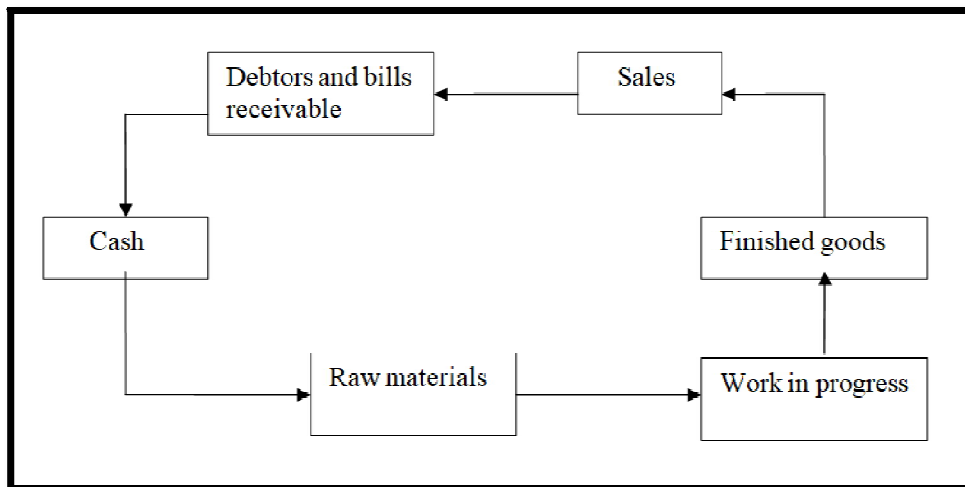 Debtors and bills
receivable
Sales
Cash
Finished goods
Raw materials
Work in progress